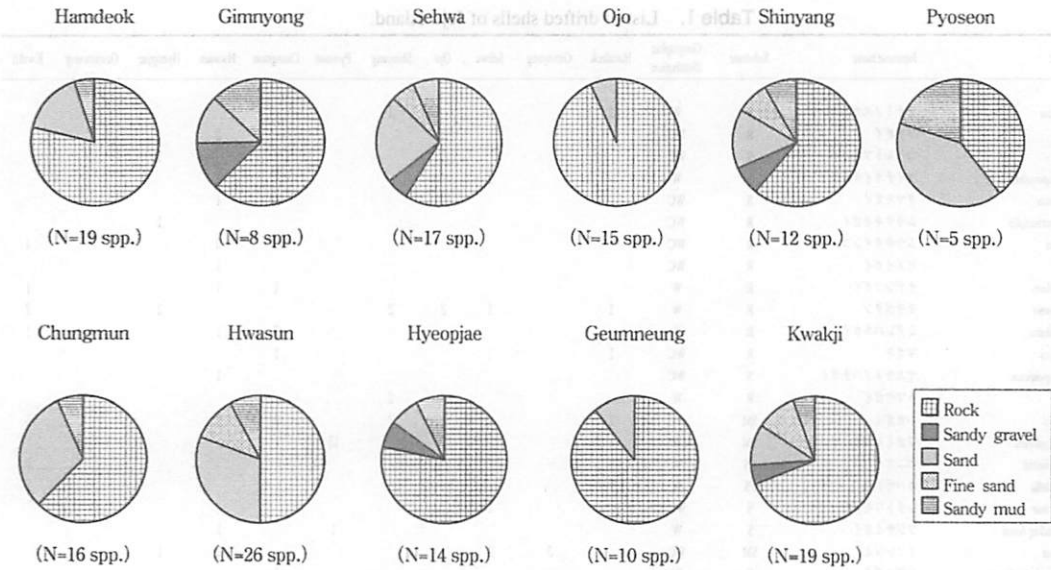 Hamdeok Gimnyong Sehwa Ojo Shinyang Pyoseon
(N=19 spp.) (N=8 spp.) (N=17 spp.) (N=15 spp.) (N=12 spp.) (N=5 spp.)
Chungmun Hwasun Hyeopjae Geumneung Kwakji
Rock
Sandy gravel
Sand
Fine sand
Sandy mud
(N=16 spp.) (N=26 spp.) (N=14 spp.) (N=10 spp.) (N=19 spp.)